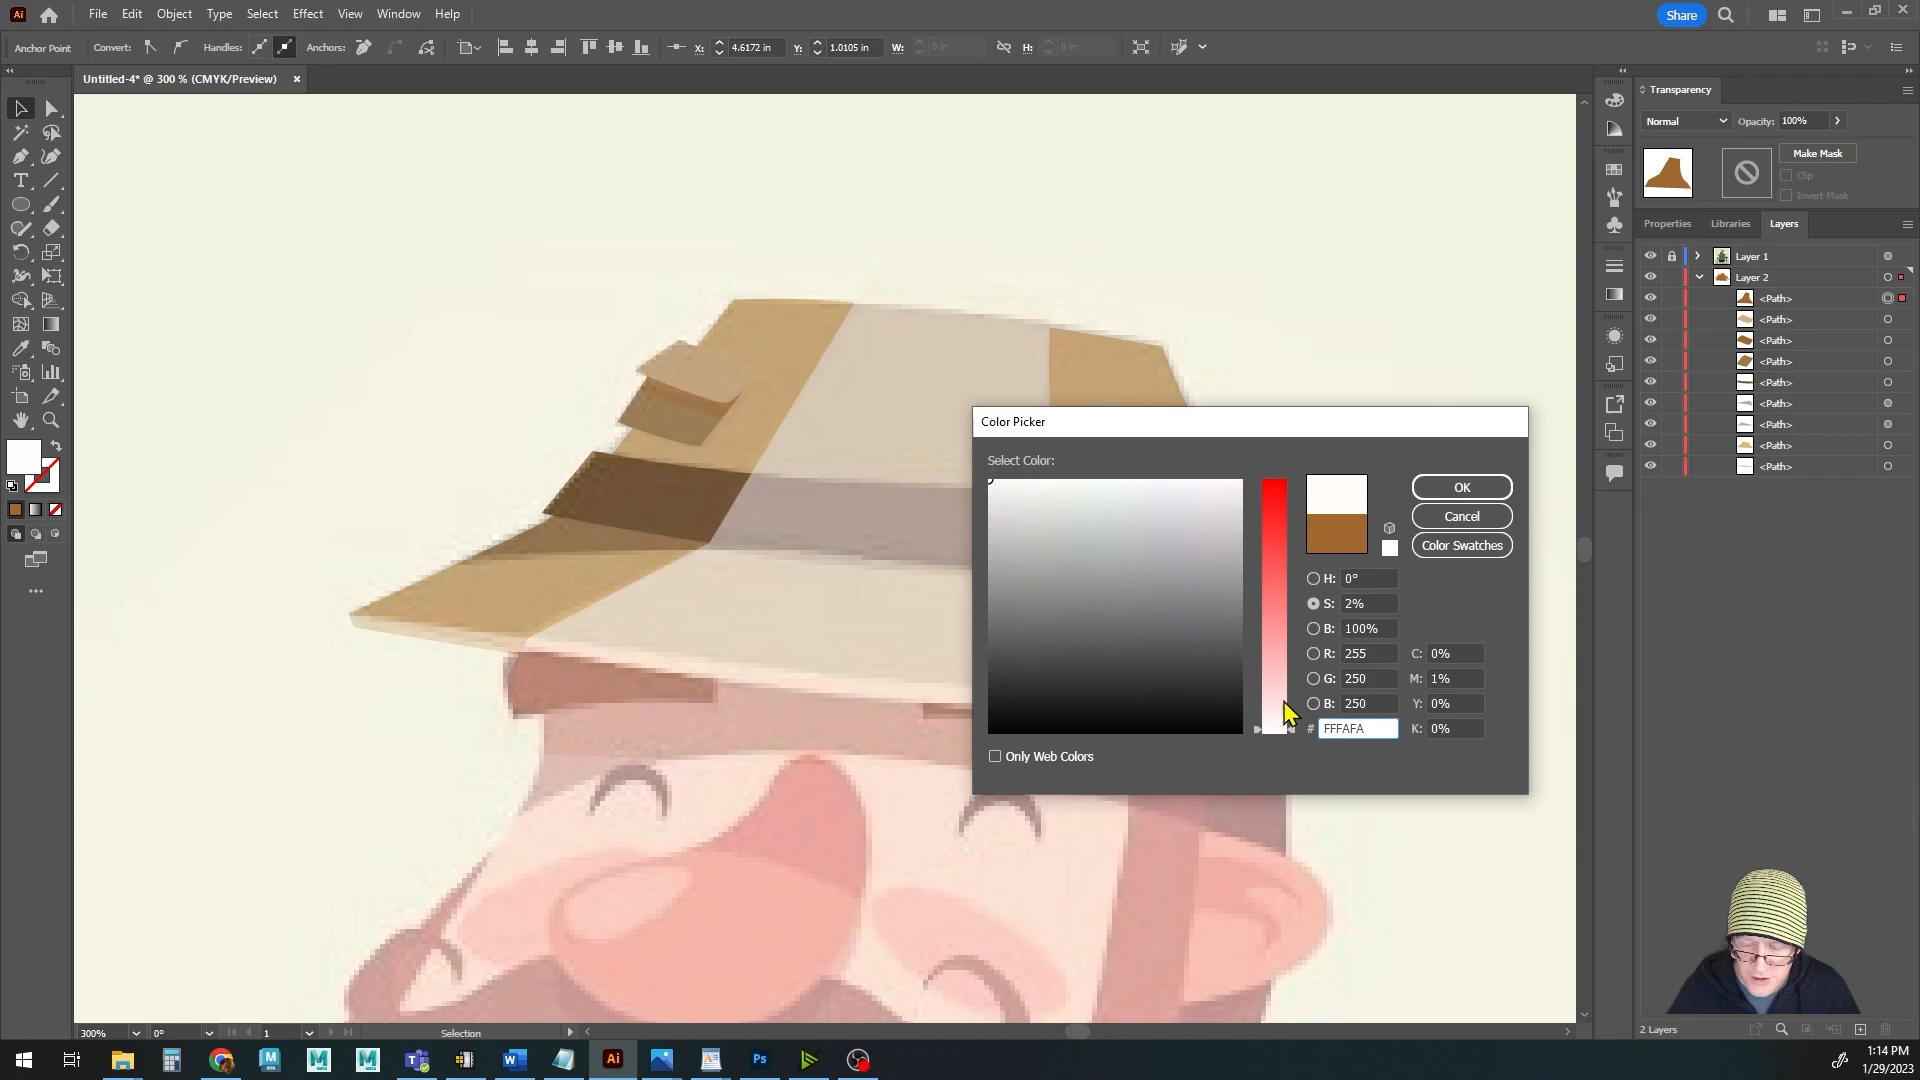 Ai File Edit Object Type Select Effect View Window Help Share
Anchor Point Convert: Handles: Anchors: X: 4.6172 in Y: 1.0105 in W: 0 in H: 0 in
Untitled-4* @ 300 % (CMYK/Preview) ×
Transparency
Normal Opacity: 100%
Make Mask
Clip
Invert Mask
Properties Libraries Layers
Layer 1
Layer 2
<Path>
<Path>
<Path>
<Path>
<Path>
<Path>
<Path>
<Path>
<Path>
Color Picker
Select Color:
OK
Cancel
Color Swatches
H: 0°
S: 2%
B: 100%
R: 255 C: 0%
G: 250 M: 1%
B: 250 Y: 0%
# FFFAFA K: 0%
Only Web Colors
300% 0° 1 Selection
2 Layers
1:14 PM
1/29/2023